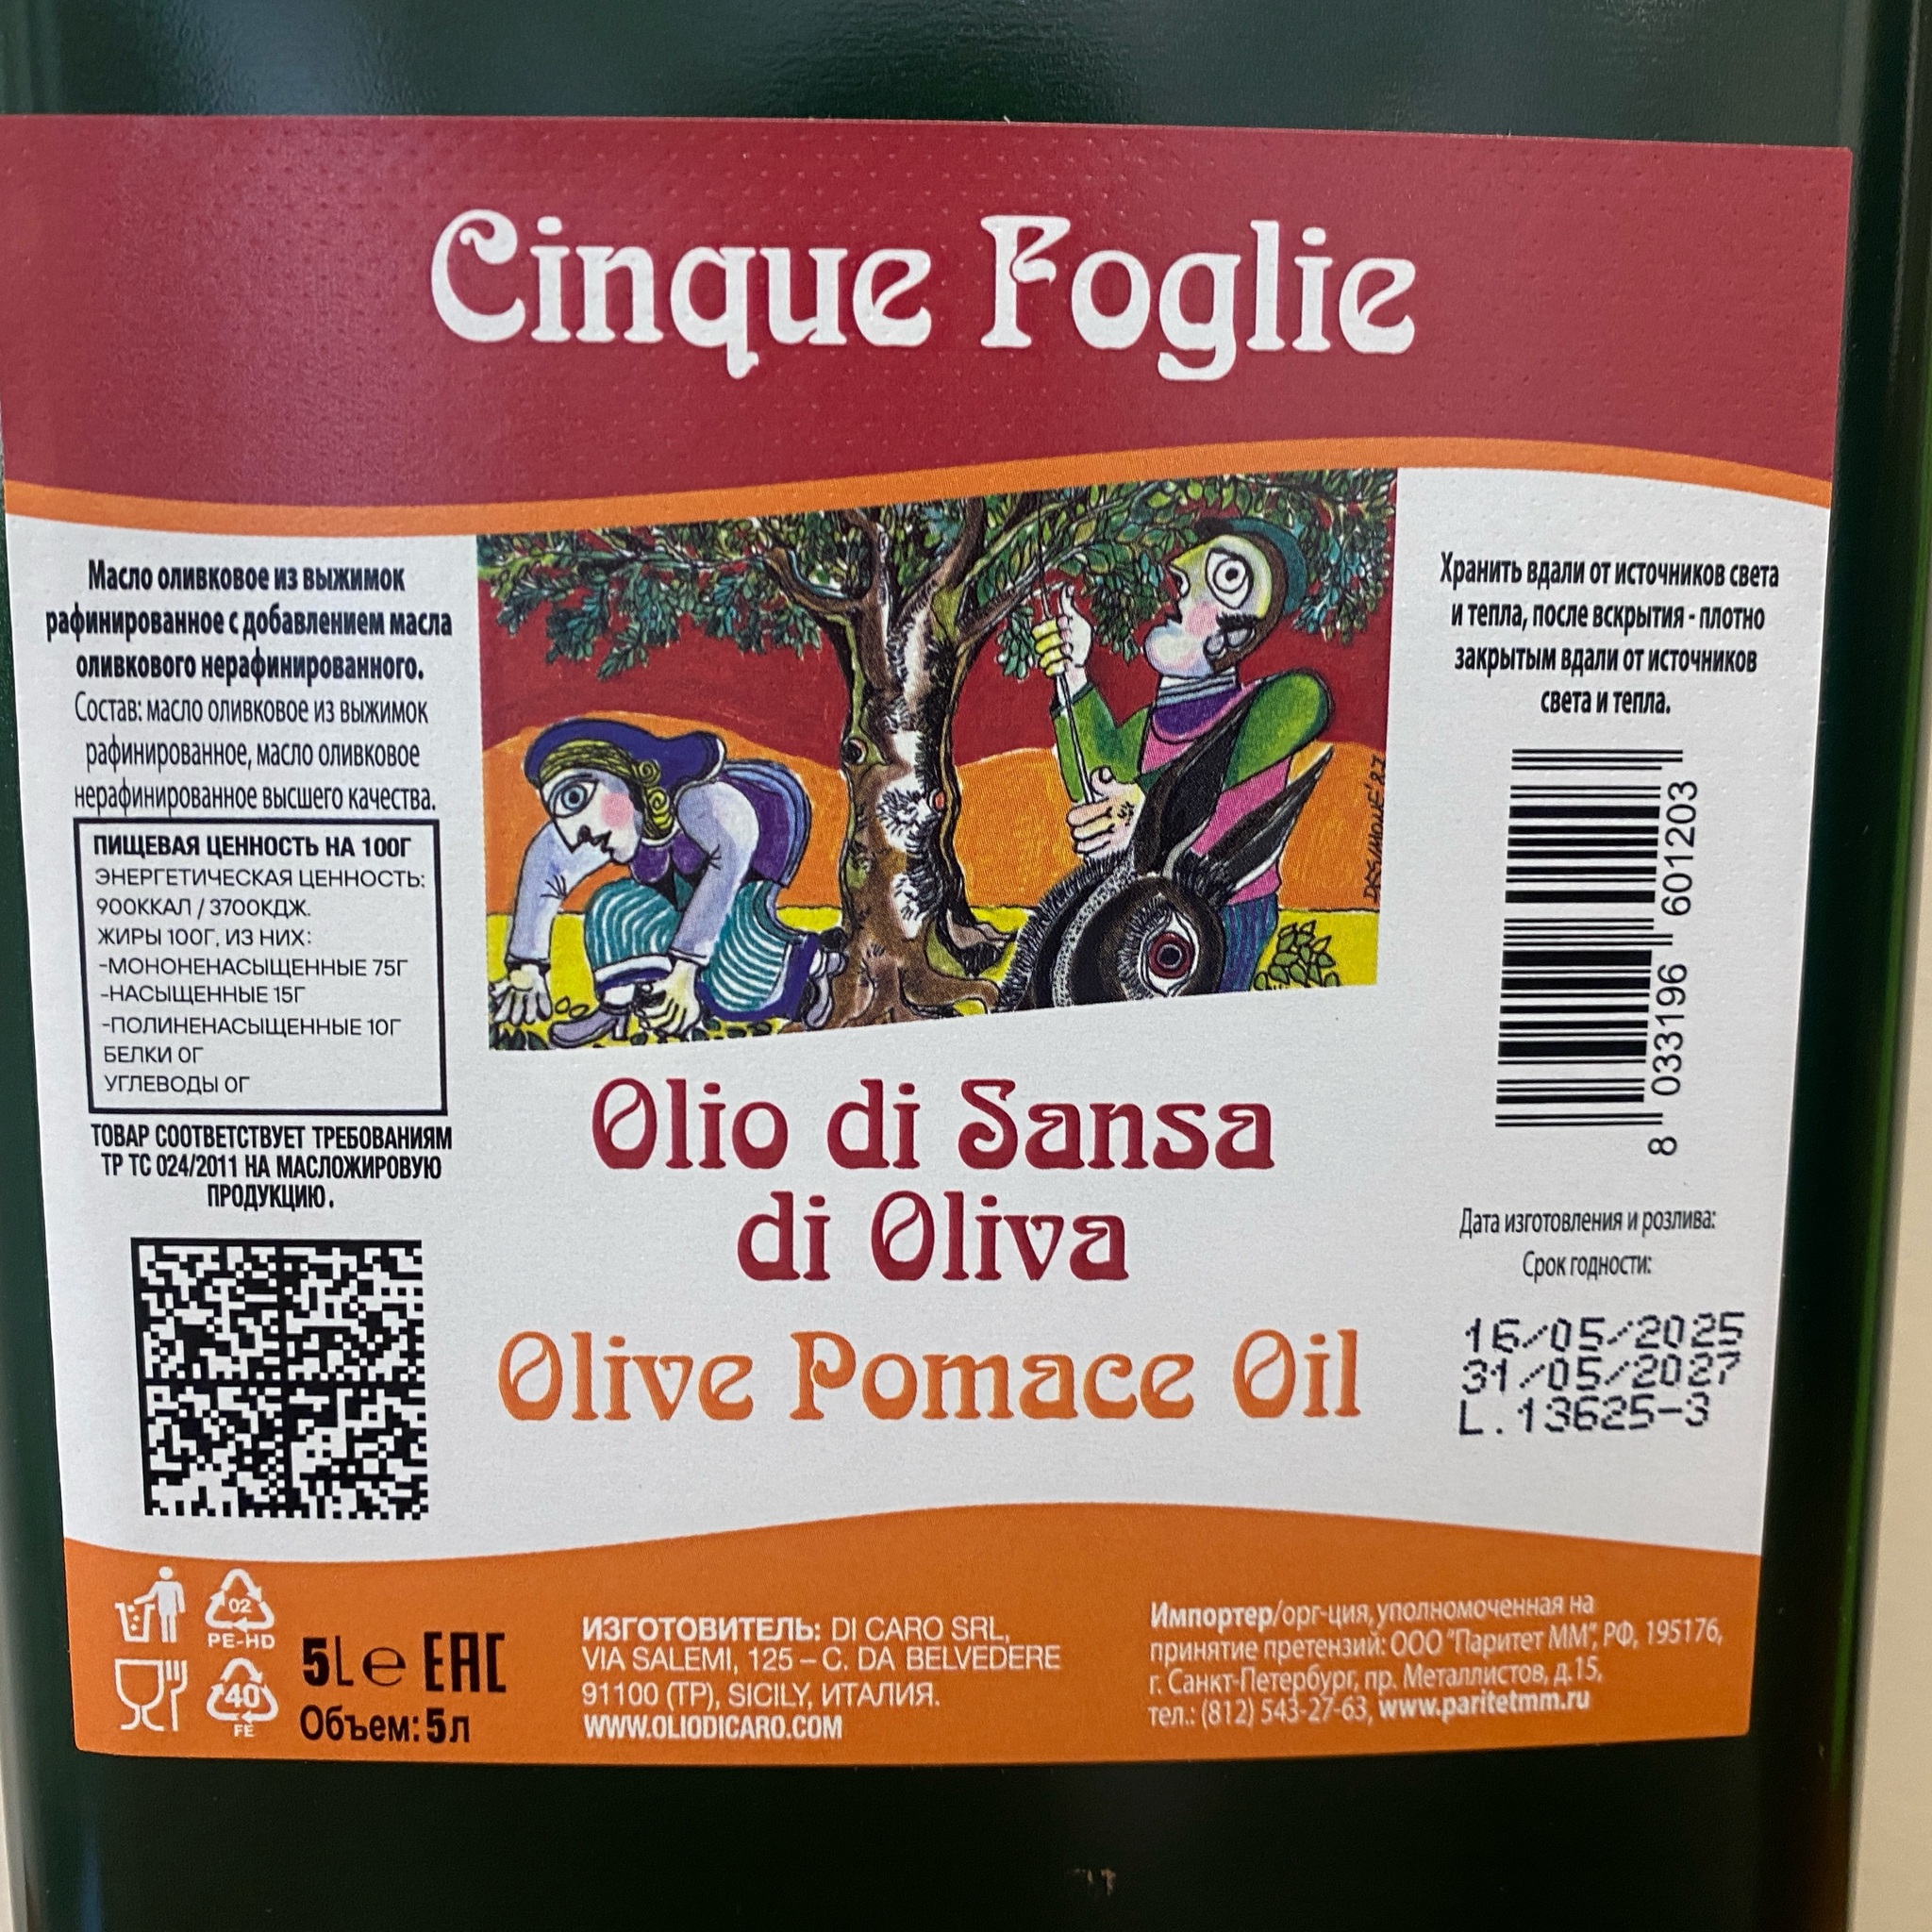 Cinque Foglie
Масло оливковое из выжимок
рафинированное с добавлением масла
оливкового нерафинированного.
Состав: масло оливковое из выжимок
рафинированное, масло оливковое
нерафинированное высшего качества.
ПИЩЕВАЯ ЦЕННОСТЬ НА 100Г
ЭНЕРГЕТИЧЕСКАЯ ЦЕННОСТЬ:
900ККАЛ / 3700КДЖ.
ЖИРЫ 100Г, ИЗ НИХ:
-МОНОНЕНАСЫЩЕННЫЕ 75Г
-НАСЫЩЕННЫЕ 15Г
-ПОЛИНЕНАСЫЩЕННЫЕ 10Г
БЕЛКИ 0Г
УГЛЕВОДЫ 0Г
ТОВАР СООТВЕТСТВУЕТ ТРЕБОВАНИЯМ
ТР ТС 024/2011 НА МАСЛОЖИРОВУЮ
ПРОДУКЦИЮ.
DESIMONE'87
Olio di Sansa
di Oliva
Olive Pomace Oil
Хранить вдали от источников света
и тепла, после вскрытия - плотно
закрытым вдали от источников
света и тепла.
8 033196 601203
Дата изготовления и розлива:
Срок годности:
16/05/2025
31/05/2027
L.13625-3
02
PE-HD
40
FE
5L e EAC
Объем: 5л
ИЗГОТОВИТЕЛЬ: DI CARO SRL,
VIA SALEMI, 125 – C. DA BELVEDERE
91100 (TP), SICILY, ИТАЛИЯ.
WWW.OLIODICARO.COM
Импортер/орг-ция, уполномоченная на
принятие претензий: ООО "Паритет ММ", РФ, 195176,
г. Санкт-Петербург, пр. Металлистов, д.15,
тел.: (812) 543-27-63, www.paritetmm.ru